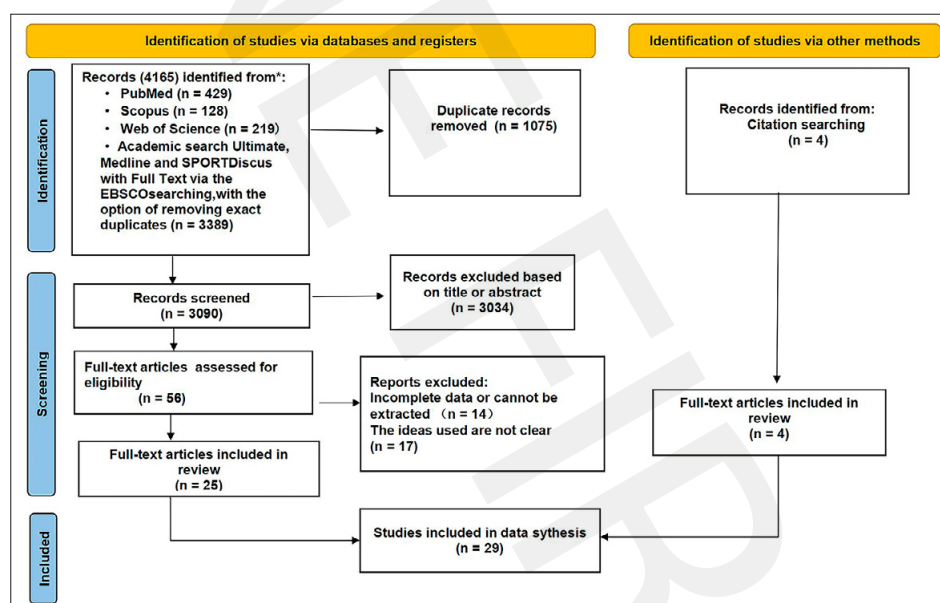 Identification of studies via databases and registers
Identification of studies via other methods
Identification
Records (4165) identified from*:
• PubMed (n = 429)
• Scopus (n = 128)
• Web of Science (n = 219）
• Academic search Ultimate,
Medline and SPORTDiscus
with Full Text via the
EBSCOsearching,with the
option of removing exact
duplicates (n = 3389)
Duplicate records
removed (n = 1075)
Records identified from:
Citation searching
(n = 4)
Screening
Records screened
(n = 3090)
Records excluded based
on title or abstract
(n = 3034)
Full-text articles assessed for
eligibility
(n = 56)
Reports excluded:
Incomplete data or cannot be
extracted （n = 14）
The ideas used are not clear
(n = 17)
Full-text articles included in
review
(n = 25)
Full-text articles included in
review
(n = 4)
Included
Studies included in data sythesis
(n = 29)